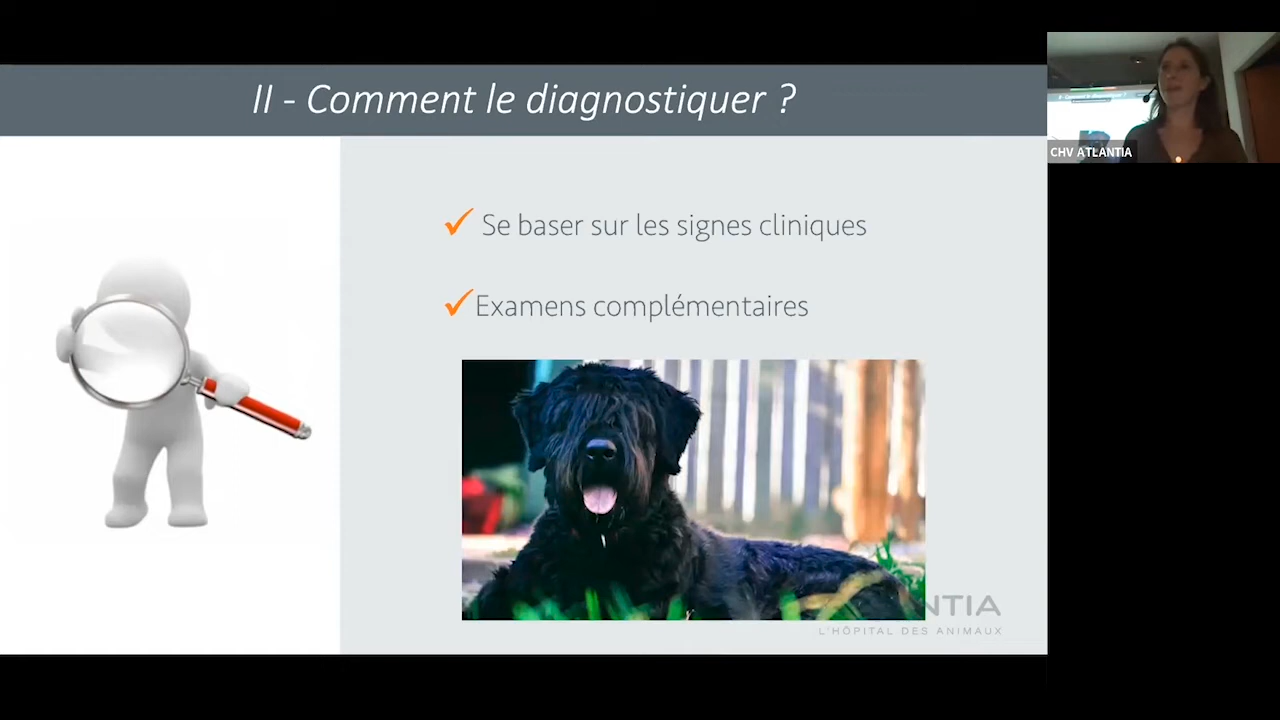 II - Comment le diagnostiquer ?
CHV ATLANTIA
Se baser sur les signes cliniques
Examens complémentaires
NTIA
L'HÔPITAL DES ANIMAUX